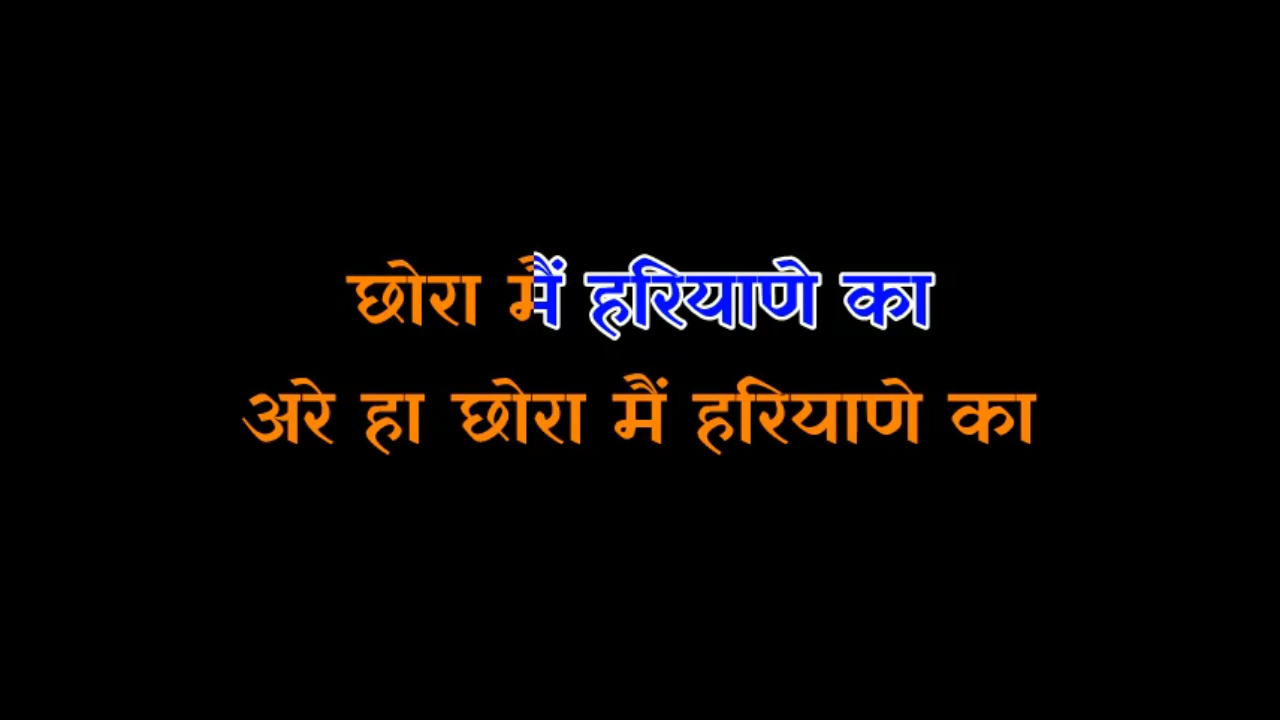 छोरा मैं हरियाणे का
अरे हा छोरा मैं हरियाणे का